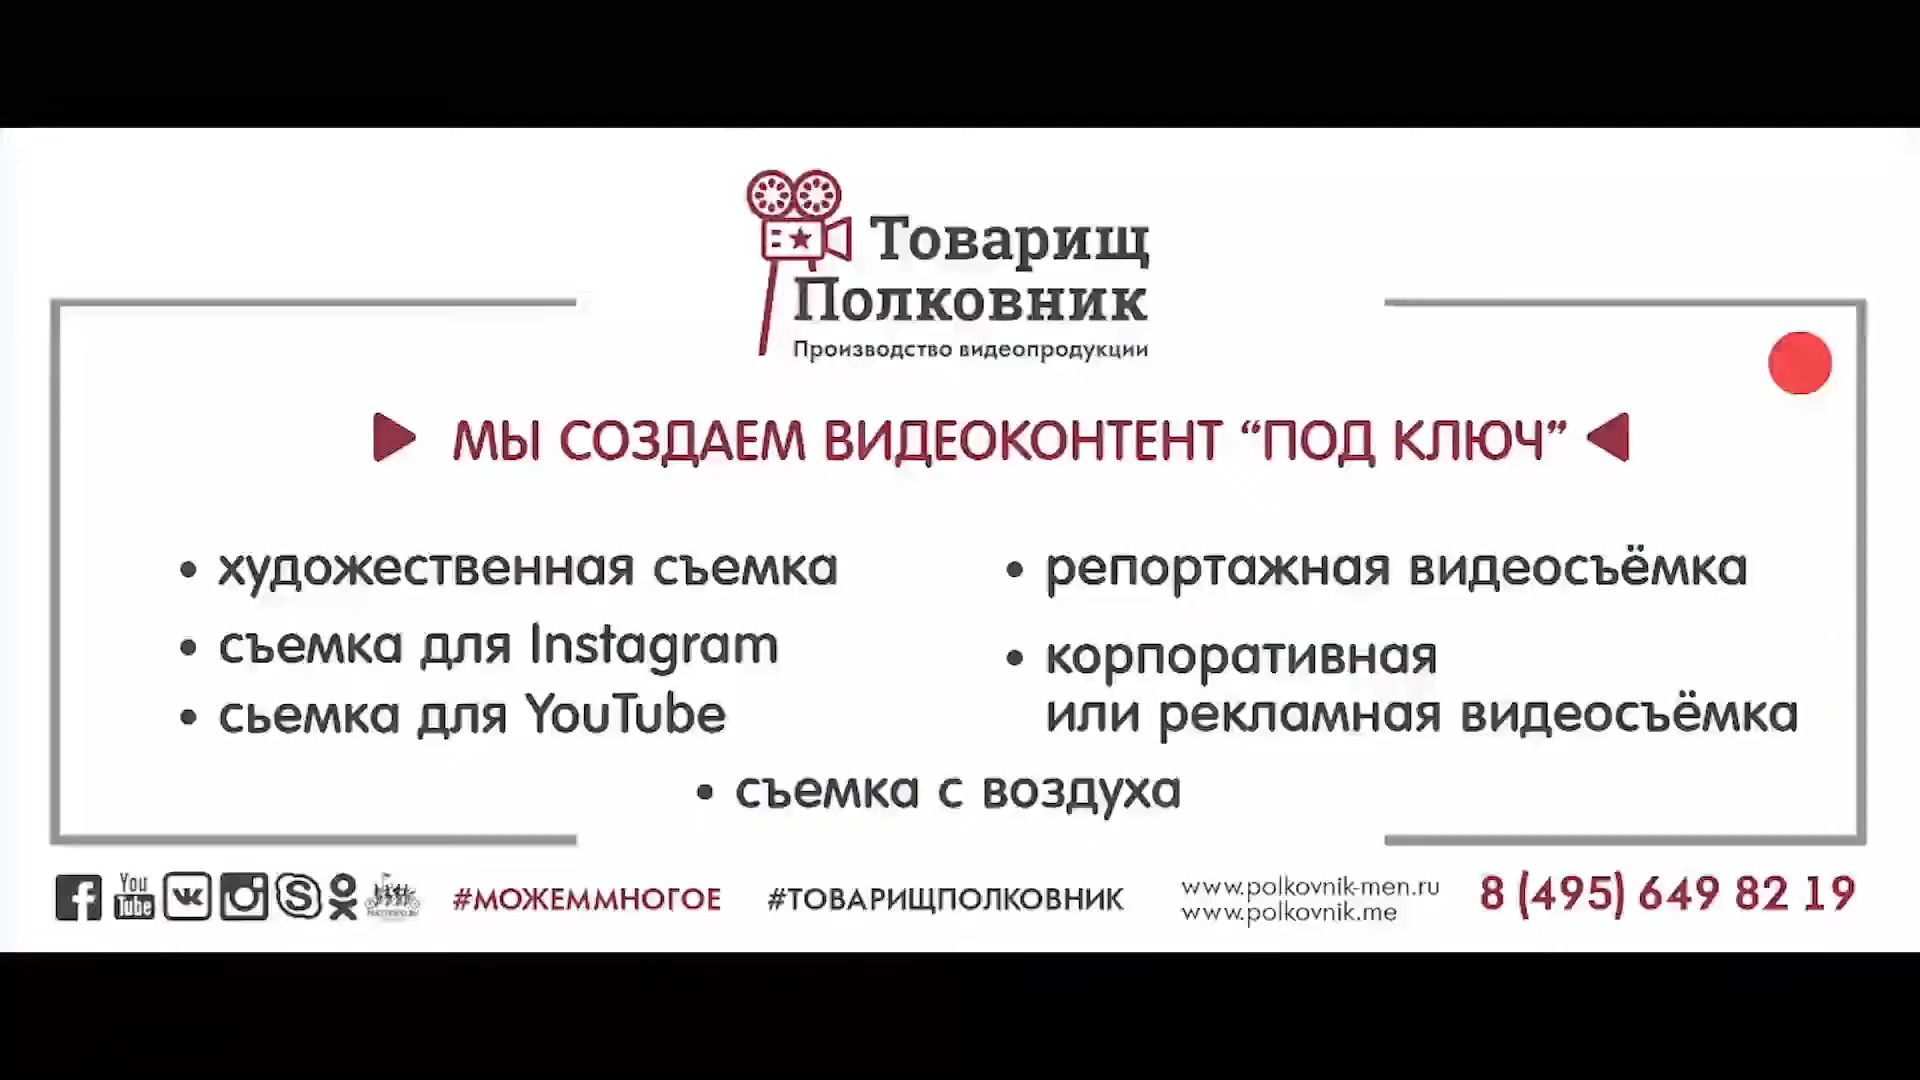 Товарищ
Полковник
Производство видеопродукции
МЫ СОЗДАЕМ ВИДЕОКОНТЕНТ “ПОД КЛЮЧ”
• художественная съемка
• съемка для Instagram
• сьемка для YouTube
• репортажная видеосъёмка
• корпоративная
или рекламная видеосъёмка
• съемка с воздуха
You
Tube
#МОЖЕММНОГОЕ
#ТОВАРИЩПОЛКОВНИК
www.polkovnik-men.ru
www.polkovnik.me
8 (495) 649 82 19